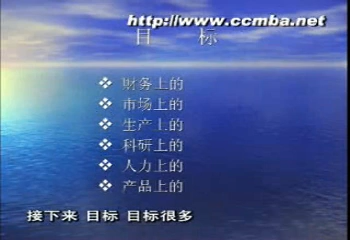 http://www.ccmba.net
目 标
❖ 财务上的
❖ 市场上的
❖ 生产上的
❖ 科研上的
❖ 人力上的
❖ 产品上的
接下来 目标 目标很多